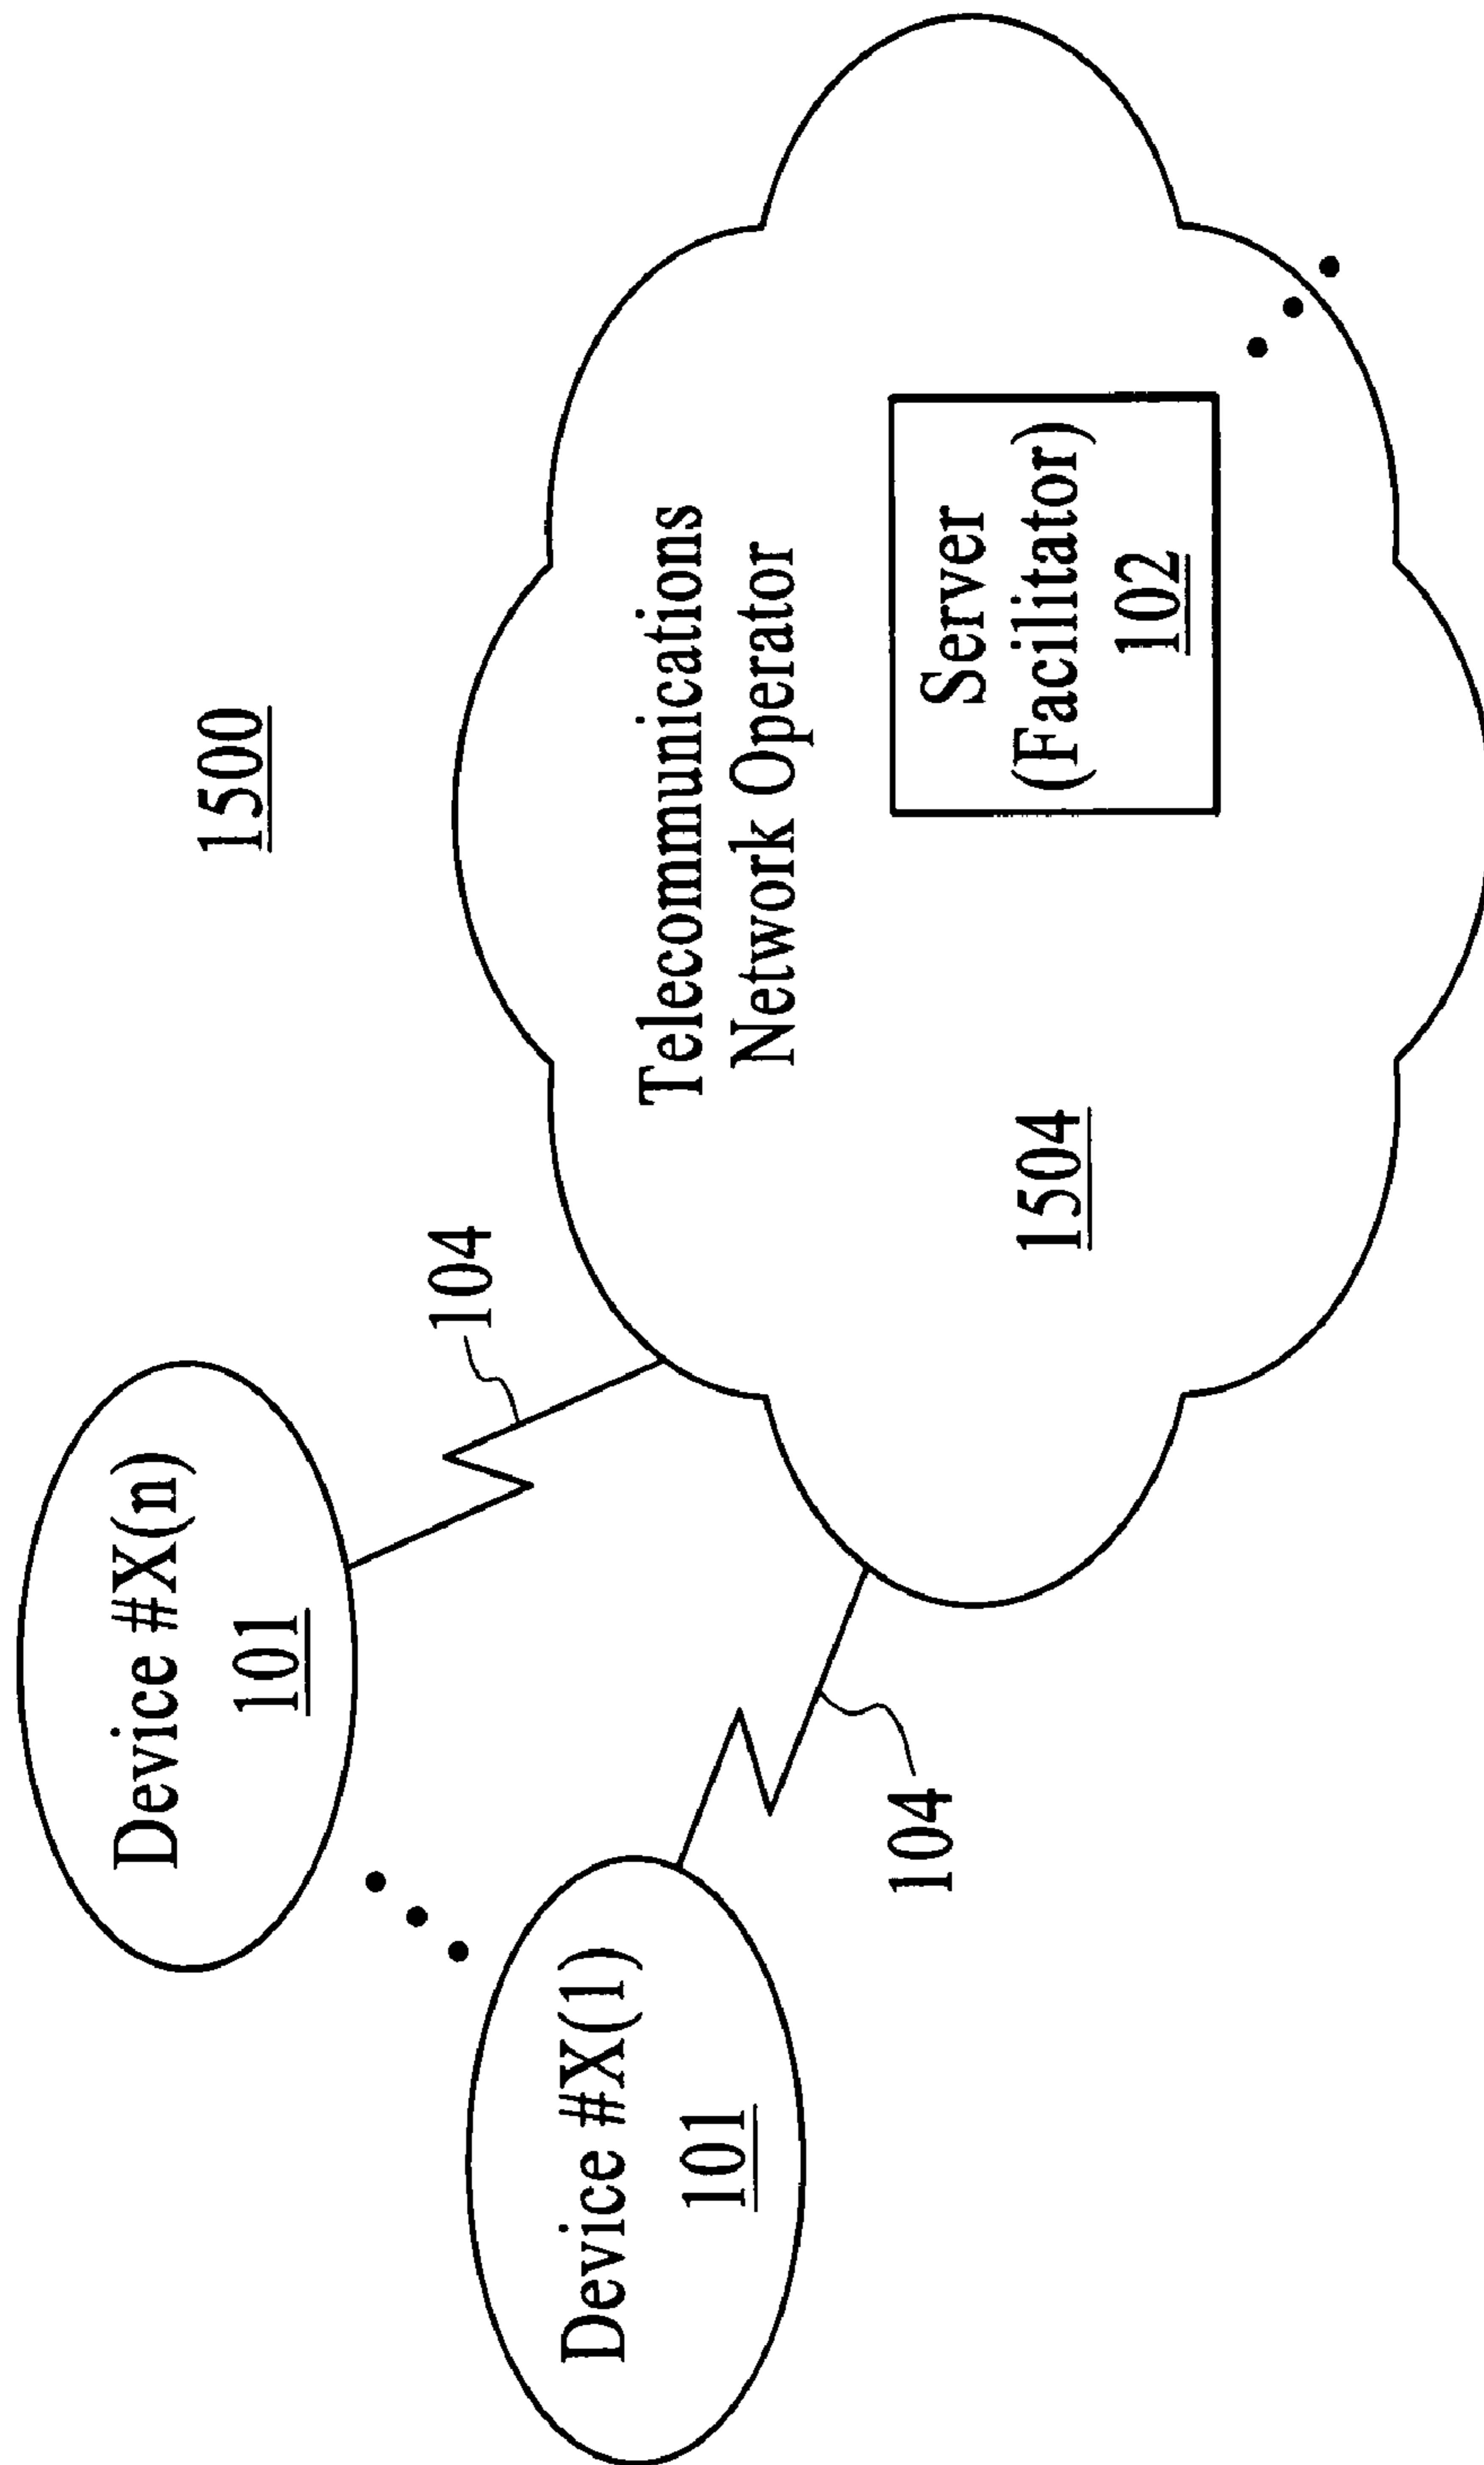 1500
Device #X(n)
101
104
Telecommunications
Network Operator
Device #X(1)
101
104
1504
Server
(Facilitator)
102